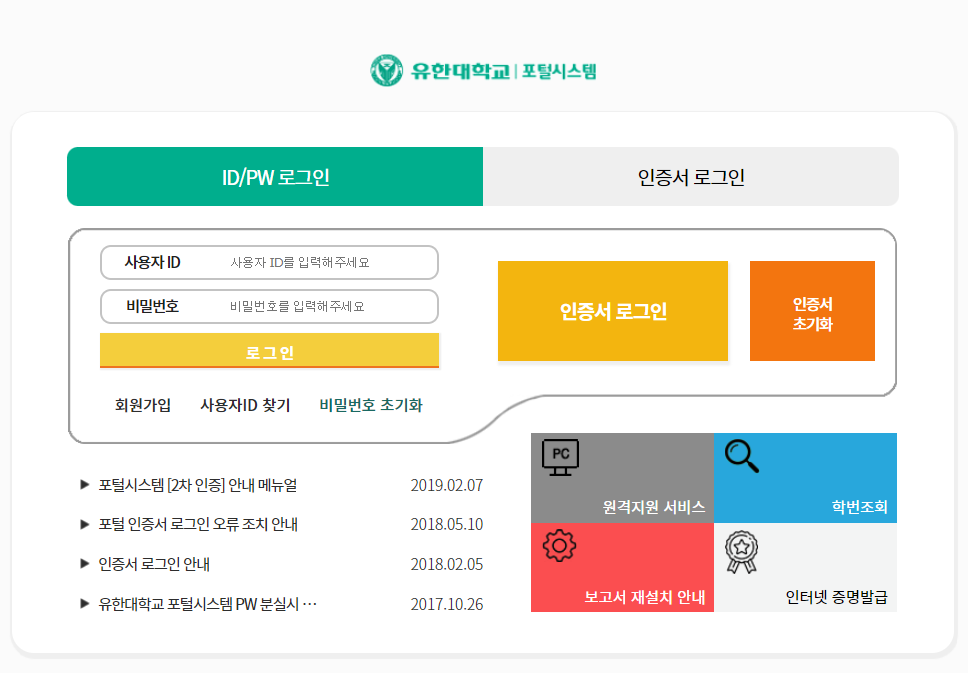 유한대학교 | 포털시스템
ID/PW 로그인
인증서 로그인
사용자 ID 사용자 ID를 입력해주세요
비밀번호 비밀번호를 입력해주세요
로그인
인증서 로그인
인증서
초기화
회원가입 사용자ID 찾기 비밀번호 초기화
▶ 포털시스템 [2차 인증] 안내 메뉴얼 2019.02.07
▶ 포털 인증서 로그인 오류 조치 안내 2018.05.10
▶ 인증서 로그인 안내 2018.02.05
▶ 유한대학교 포털시스템 PW 분실시 ··· 2017.10.26
PC
원격지원 서비스
학번조회
보고서 재설치 안내
인터넷 증명발급